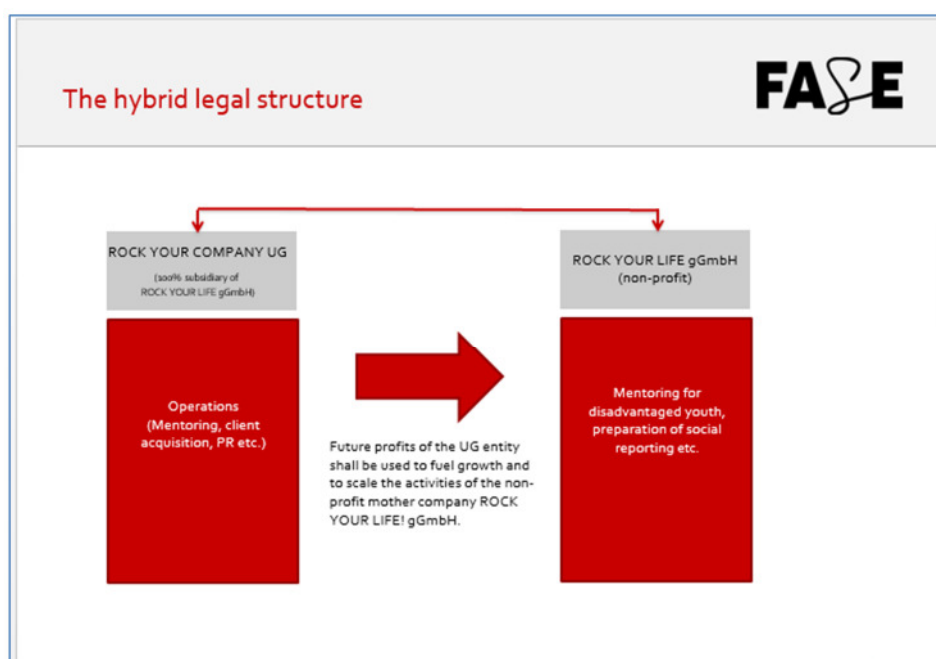 The hybrid legal structure
FASE
ROCK YOUR COMPANY UG
(100% subsidiary of
ROCK YOUR LIFE gGmbH)
Operations
(Mentoring, client
acquisition, PR etc.)
Future profits of the UG entity
shall be used to fuel growth and
to scale the activities of the non-
profit mother company ROCK
YOUR LIFE! gGmbH.
ROCK YOUR LIFE gGmbH
(non-profit)
Mentoring for
disadvantaged youth,
preparation of social
reporting etc.